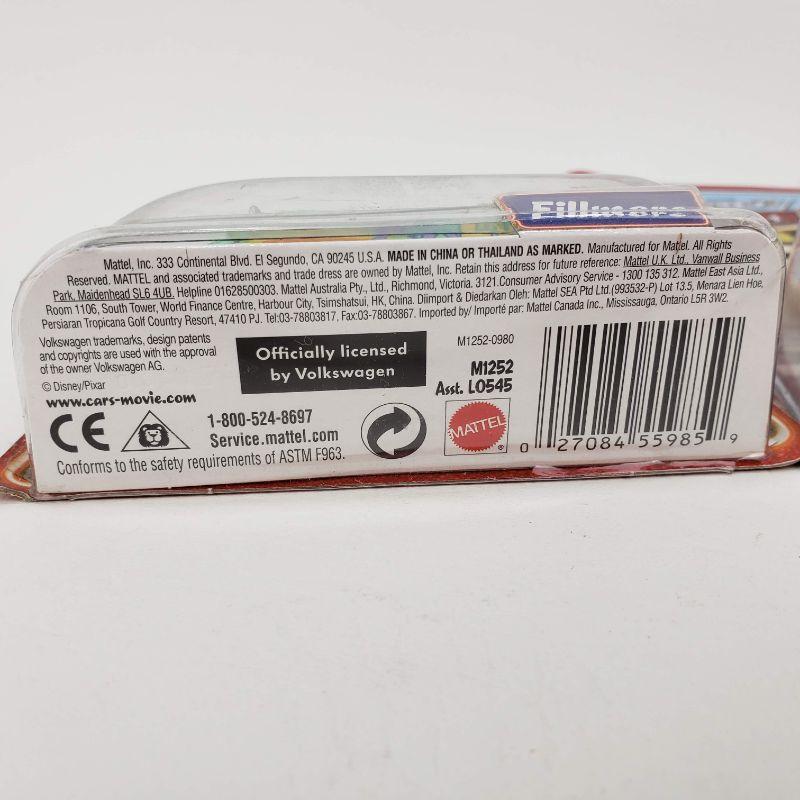 Fillmore
Mattel, Inc. 333 Continental Blvd. El Segundo, CA 90245 U.S.A. MADE IN CHINA OR THAILAND AS MARKED. Manufactured for Mattel. All Rights
Reserved. MATTEL and associated trademarks and trade dress are owned by Mattel, Inc. Retain this address for future reference: Mattel U.K. Ltd., Vanwall Business
Park, Maidenhead SL6 4UB. Helpline 01628500303. Mattel Australia Pty., Ltd., Richmond, Victoria. 3121.Consumer Advisory Service - 1300 135 312. Mattel East Asia Ltd.,
Room 1106, South Tower, World Finance Centre, Harbour City, Tsimshatsui, HK, China. Diimport & Diedarkan Oleh: Mattel SEA Ptd Ltd.(993532-P) Lot 13.5, Menara Lien Hoe,
Persiaran Tropicana Golf Country Resort, 47410 PJ. Tel:03-78803817, Fax:03-78803867. Imported by/ Importé par: Mattel Canada Inc., Mississauga, Ontario L5R 3W2.
Volkswagen trademarks, design patents
and copyrights are used with the approval
of the owner Volkswagen AG.
© Disney/Pixar
www.cars-movie.com
Officially licensed
by Volkswagen
M1252-0980
M1252
Asst. L0545
CE
1-800-524-8697
Service.mattel.com
Conforms to the safety requirements of ASTM F963.
MATTEL
®
0 27084 55985 9